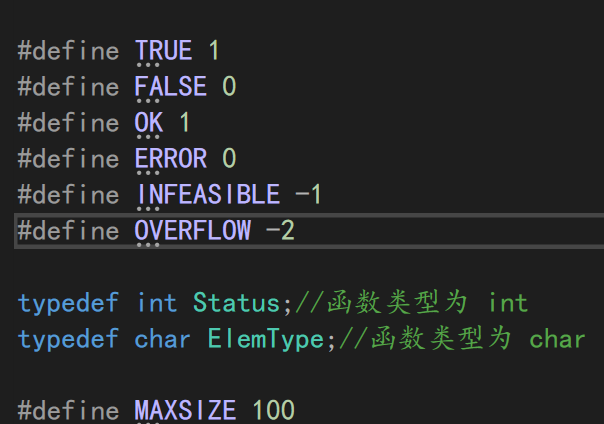 #define TRUE 1
#define FALSE 0
#define OK 1
#define ERROR 0
#define INFEASIBLE -1
#define OVERFLOW -2
typedef int Status;//函数类型为 int
typedef char ElemType;//函数类型为 char
#define MAXSIZE 100